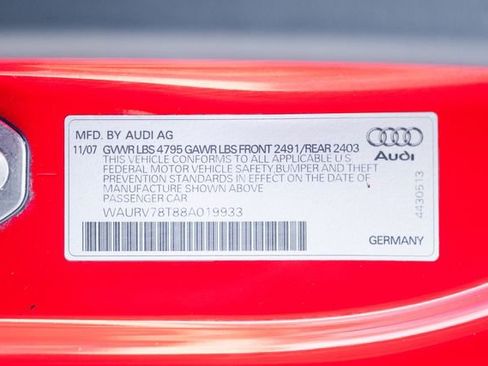 MFD. BY AUDI AG
11/07 GVWR LBS 4795 GAWR LBS FRONT 2491/REAR 2403
THIS VEHICLE CONFORMS TO ALL APPLICABLE U S
FEDERAL MOTOR VEHICLE SAFETY,BUMPER AND THEFT
PREVENTION STANDARDS IN EFFECT ON THE DATE
OF MANUFACTURE SHOWN ABOVE
PASSENGER CAR
WAURV78T88A019933
Audi
4430513
GERMANY